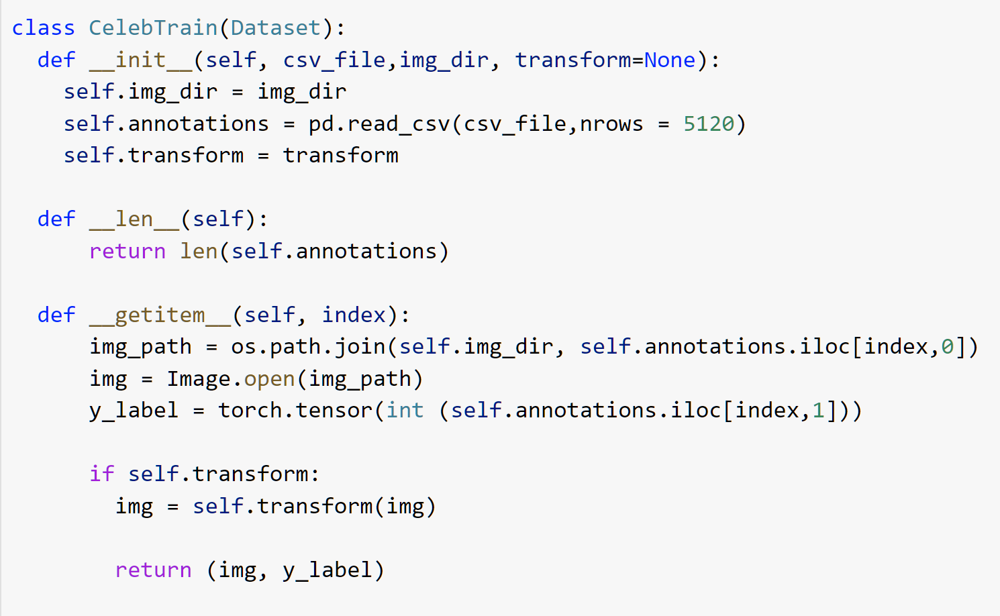 class CelebTrain(Dataset):
  def __init__(self, csv_file,img_dir, transform=None):
    self.img_dir = img_dir
    self.annotations = pd.read_csv(csv_file,nrows = 5120)
    self.transform = transform

  def __len__(self):
      return len(self.annotations)

  def __getitem__(self, index):
      img_path = os.path.join(self.img_dir, self.annotations.iloc[index,0])
      img = Image.open(img_path)
      y_label = torch.tensor(int (self.annotations.iloc[index,1]))

      if self.transform:
        img = self.transform(img)

        return (img, y_label)